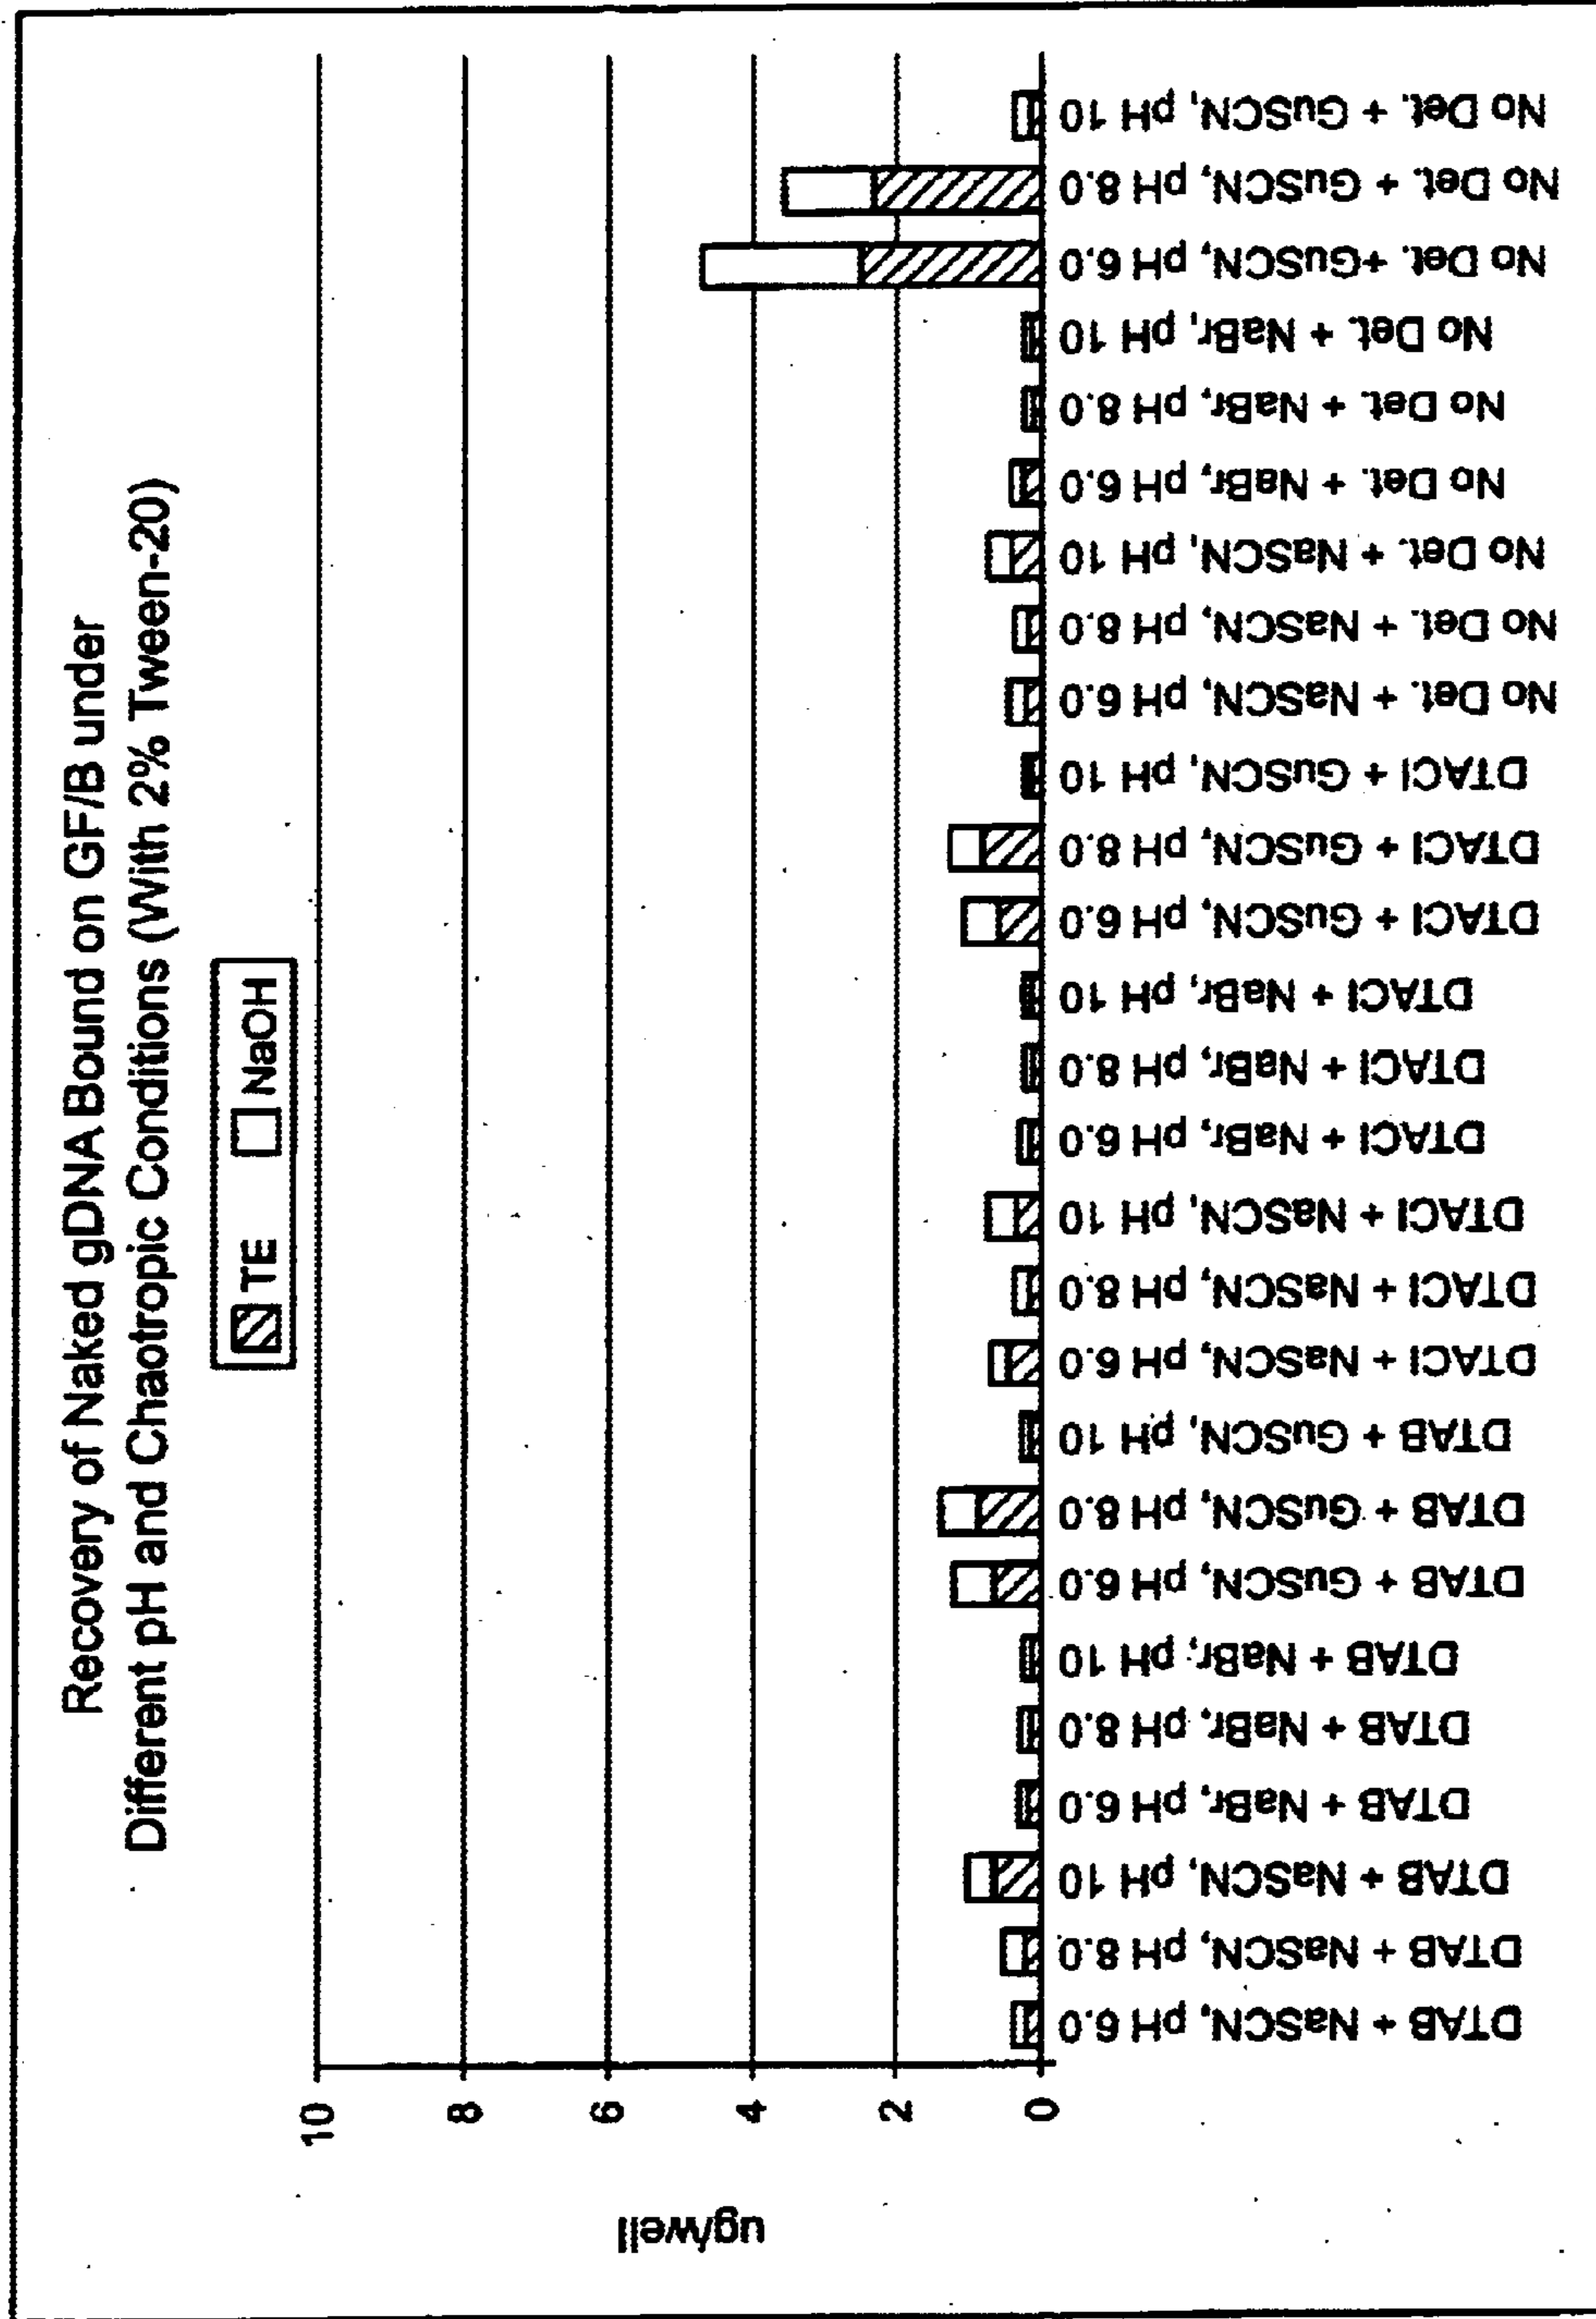 Recovery of Naked gDNA Bound on GF/B under
Different pH and Chaotropic Conditions (With 2% Tween-20)
TE NaOH
ug/well
10
8
6
4
2
0
DTAB + NaSCN, pH 6.0
DTAB + NaSCN, pH 8.0
DTAB + NaSCN, pH 10
DTAB + NaBr, pH 6.0
DTAB + NaBr, pH 8.0
DTAB + NaBr, pH 10
DTAB + GuSCN, pH 6.0
DTAB + GuSCN, pH 8.0
DTAB + GuSCN, pH 10
DTACl + NaSCN, pH 6.0
DTACl + NaSCN, pH 8.0
DTACl + NaSCN, pH 10
DTACl + NaBr, pH 6.0
DTACl + NaBr, pH 8.0
DTACl + NaBr, pH 10
DTACl + GuSCN, pH 6.0
DTACl + GuSCN, pH 8.0
DTACl + GuSCN, pH 10
No Det. + NaSCN, pH 6.0
No Det. + NaSCN, pH 8.0
No Det. + NaSCN, pH 10
No Det. + NaBr, pH 6.0
No Det. + NaBr, pH 8.0
No Det. + NaBr, pH 10
No Det. +GuSCN, pH 6.0
No Det. + GuSCN, pH 8.0
No Det. + GuSCN, pH 10